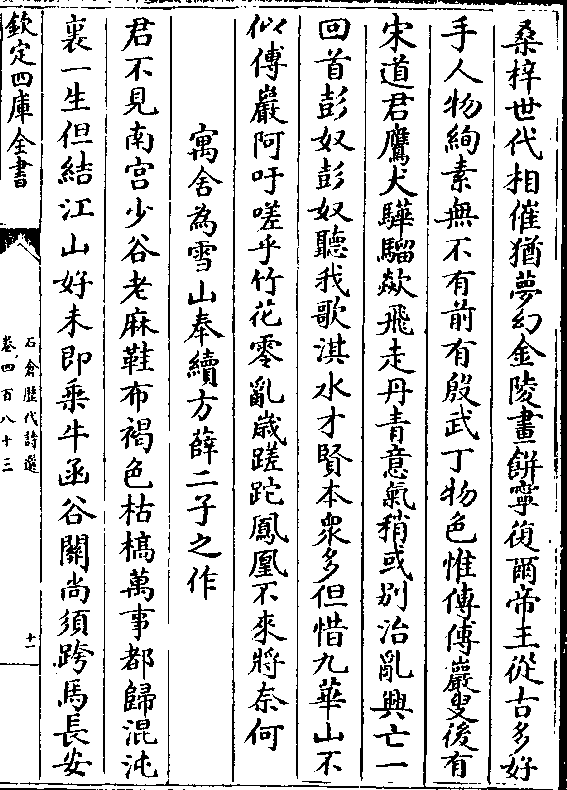 桑梓世代相催猶夢幻金陵畫餅寧復爾帝王從古多好
手人物絢素無不有前有殷武丁物色惟傅傅巖叟後有
宋道君鷹犬驊騮歘飛走丹青意氣稍或别治亂興亡一
回首彭奴彭奴聽我歌淇水才賢本衆多但惜九華山不
似傅巖阿吁嗟乎竹花零亂歲蹉跎鳳凰不來將奈何
寓舍為雪山奉續方薛二子之作
君不見南宫少谷老麻鞋布褐色枯槁萬事都歸混沌
裏一生但結江山好未即乗牛函谷關尚須跨馬長安
欽定四庫全書
石倉歴代詩選
卷四百八十三
十一